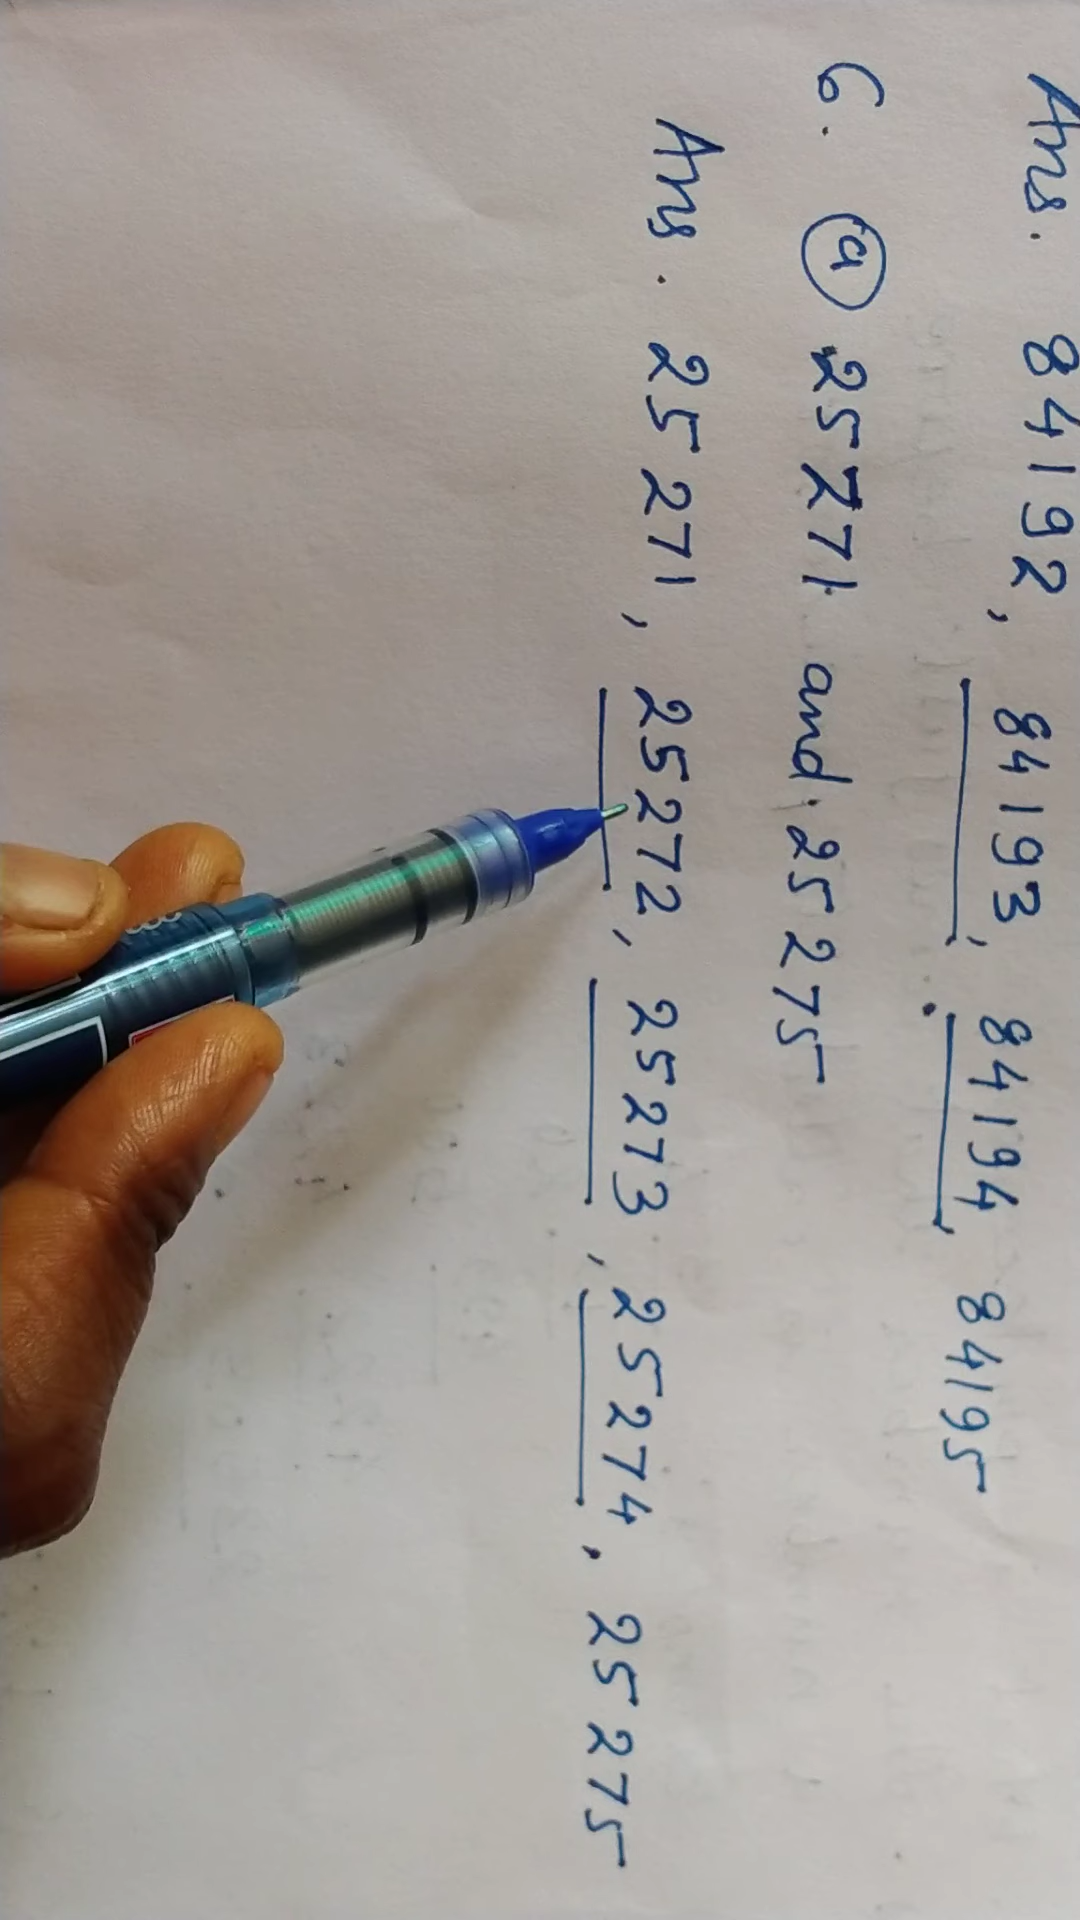 Ans. 84192, 84193, 84194, 84195
6. (a) 25271 and 25275
Ans. 25271, 25272, 25273, 25274, 25275